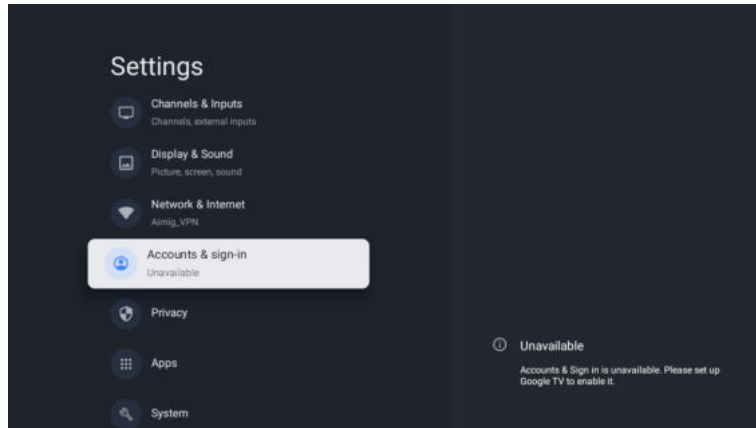 Settings
Channels & Inputs
Channels, external inputs
Display & Sound
Picture, screen, sound
Network & Internet
Aimig_VPN
Accounts & sign-in
Unavailable
Privacy
Apps
System
Unavailable
Accounts & Sign in is unavailable. Please set up
Google TV to enable it.